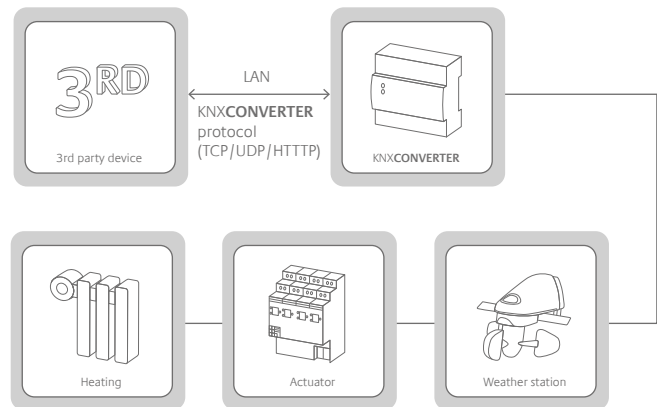 3RD
3rd party device
LAN
KNXCONVERTER
protocol
(TCP/UDP/HTTTP)
KNXCONVERTER
Heating
Actuator
Weather station